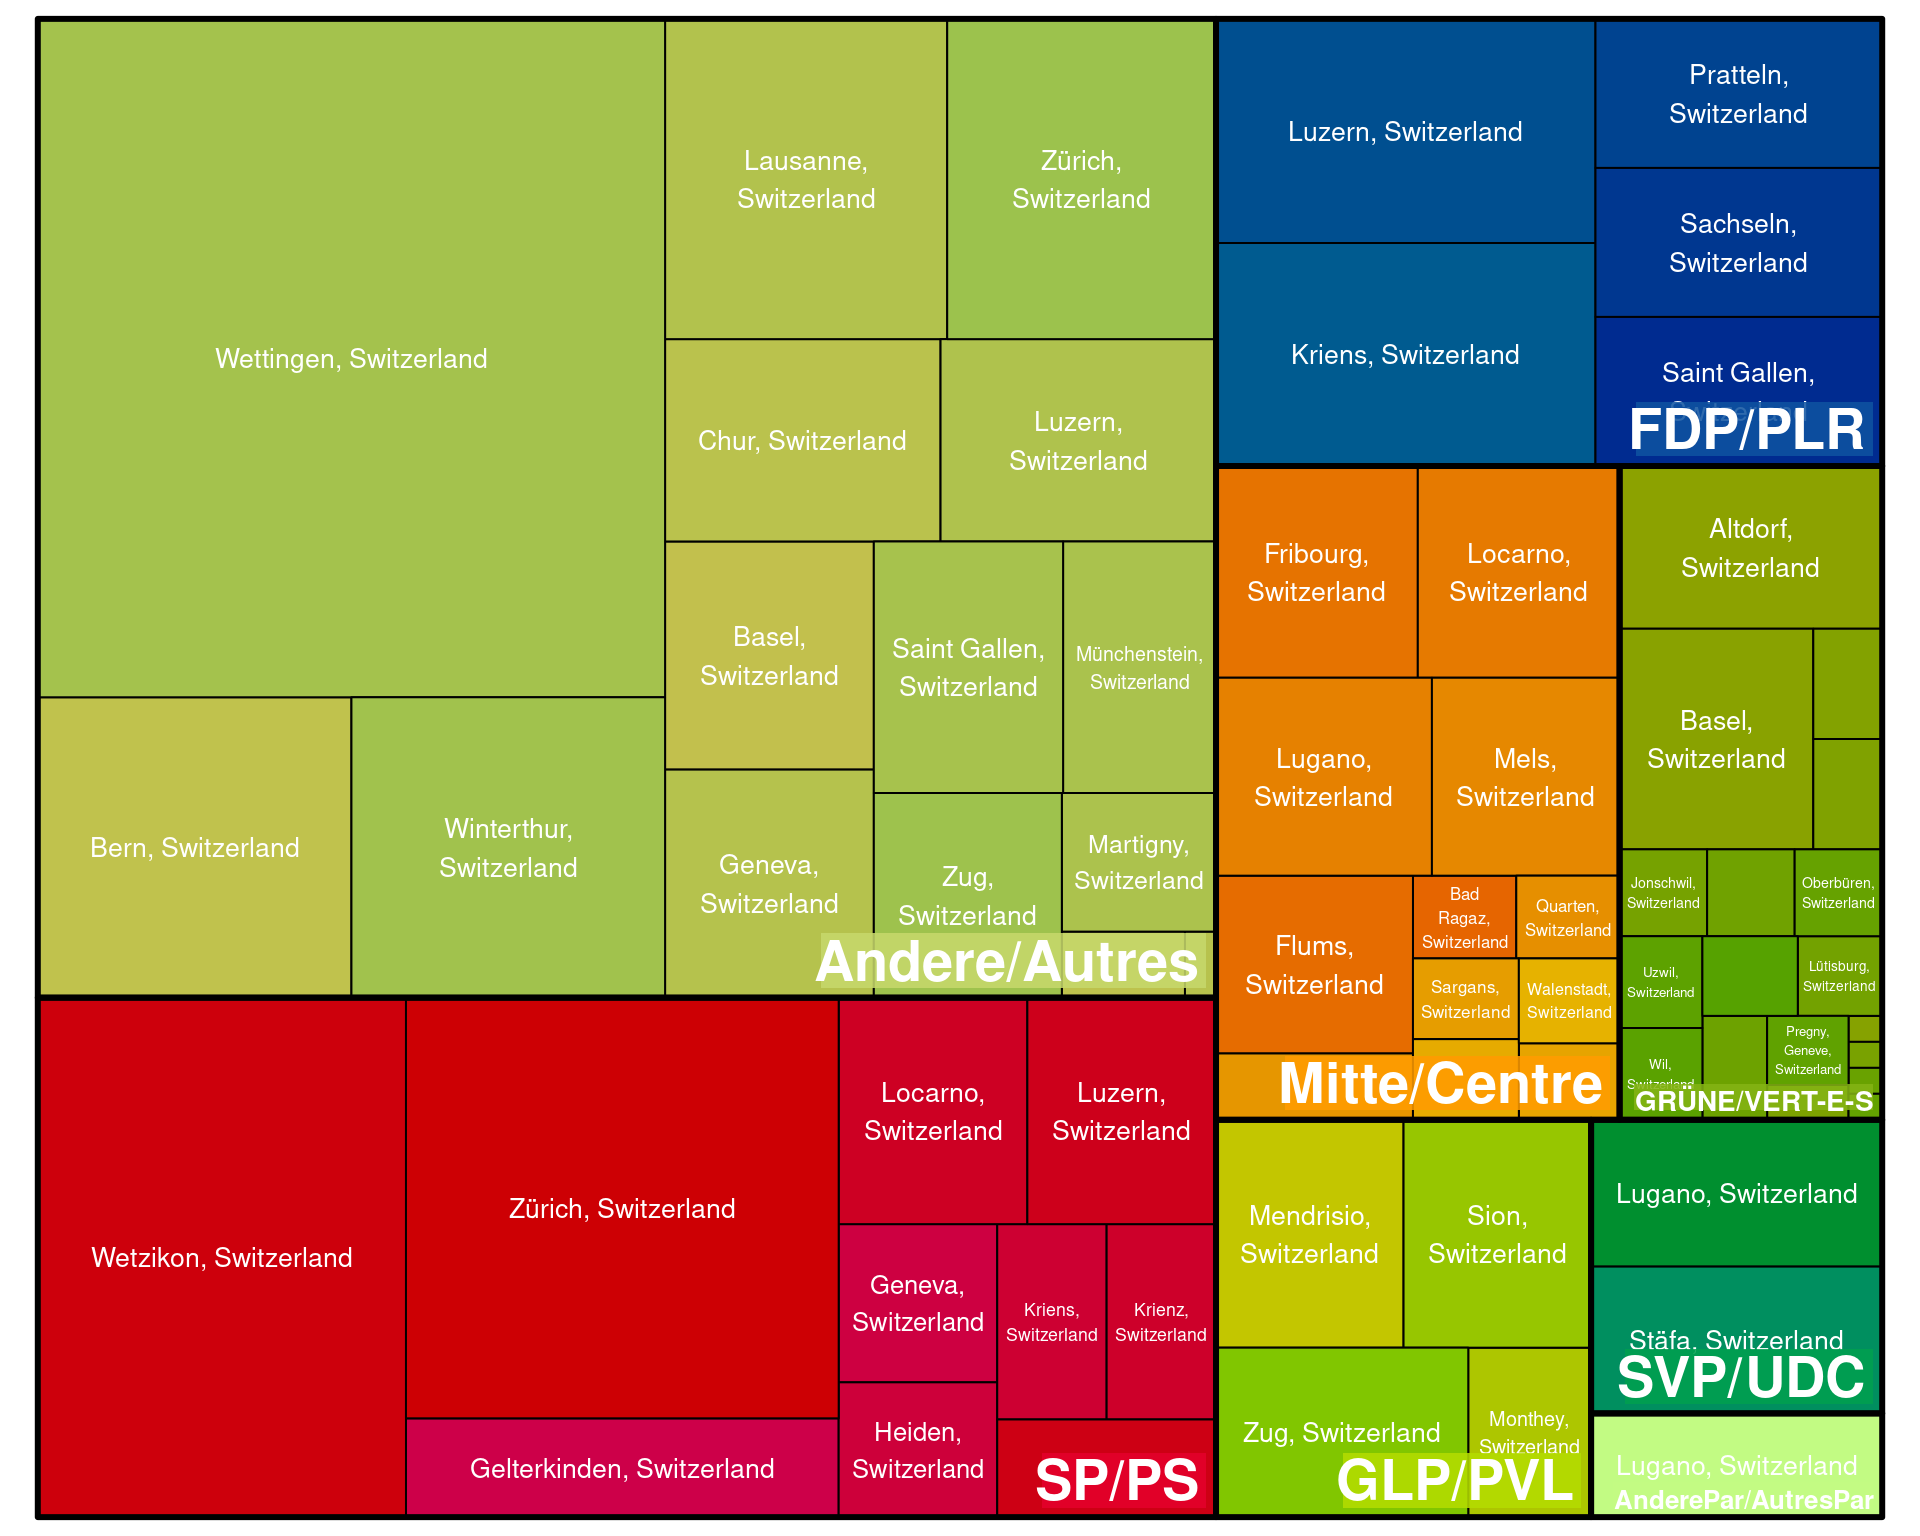 Wettingen, Switzerland
Lausanne,
Switzerland
Zürich,
Switzerland
Chur, Switzerland
Luzern,
Switzerland
Basel,
Switzerland
Saint Gallen,
Switzerland
Münchenstein,
Switzerland
Bern, Switzerland
Winterthur,
Switzerland
Geneva,
Switzerland
Zug,
Switzerland
Martigny,
Switzerland
Andere/Autres
Wetzikon, Switzerland
Zürich, Switzerland
Gelterkinden, Switzerland
Locarno,
Switzerland
Luzern,
Switzerland
Geneva,
Switzerland
Kriens,
Switzerland
Krienz,
Switzerland
Heiden,
Switzerland
SP/PS
Luzern, Switzerland
Kriens, Switzerland
Pratteln,
Switzerland
Sachseln,
Switzerland
Saint Gallen,
FDP/PLR
Fribourg,
Switzerland
Locarno,
Switzerland
Lugano,
Switzerland
Mels,
Switzerland
Flums,
Switzerland
Bad
Ragaz,
Switzerland
Quarten,
Switzerland
Sargans,
Switzerland
Walenstadt,
Switzerland
Mitte/Centre
Altdorf,
Switzerland
Basel,
Switzerland
Jonschwil,
Switzerland
Oberbüren,
Switzerland
Uzwil,
Switzerland
Lütisburg,
Switzerland
Wil,
Switzerland
Pregny,
Geneve,
Switzerland
GRÜNE/VERT-E-S
Mendrisio,
Switzerland
Sion,
Switzerland
Zug, Switzerland
Monthey,
Switzerland
GLP/PVL
Lugano, Switzerland
Stäfa, Switzerland
SVP/UDC
Lugano, Switzerland
AnderePar/AutresPar